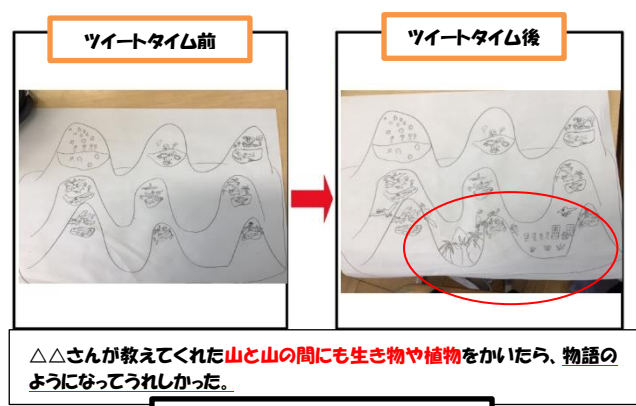 ツイートタイム前
ツイートタイム後
△△さんが教えてくれた山と山の間にも生き物や植物をかいたら、物語の
ようになってうれしかった。